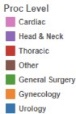 Proc Level
Cardiac
Head & Neck
Thoracic
Other
General Surgery
Gynecology
Urology